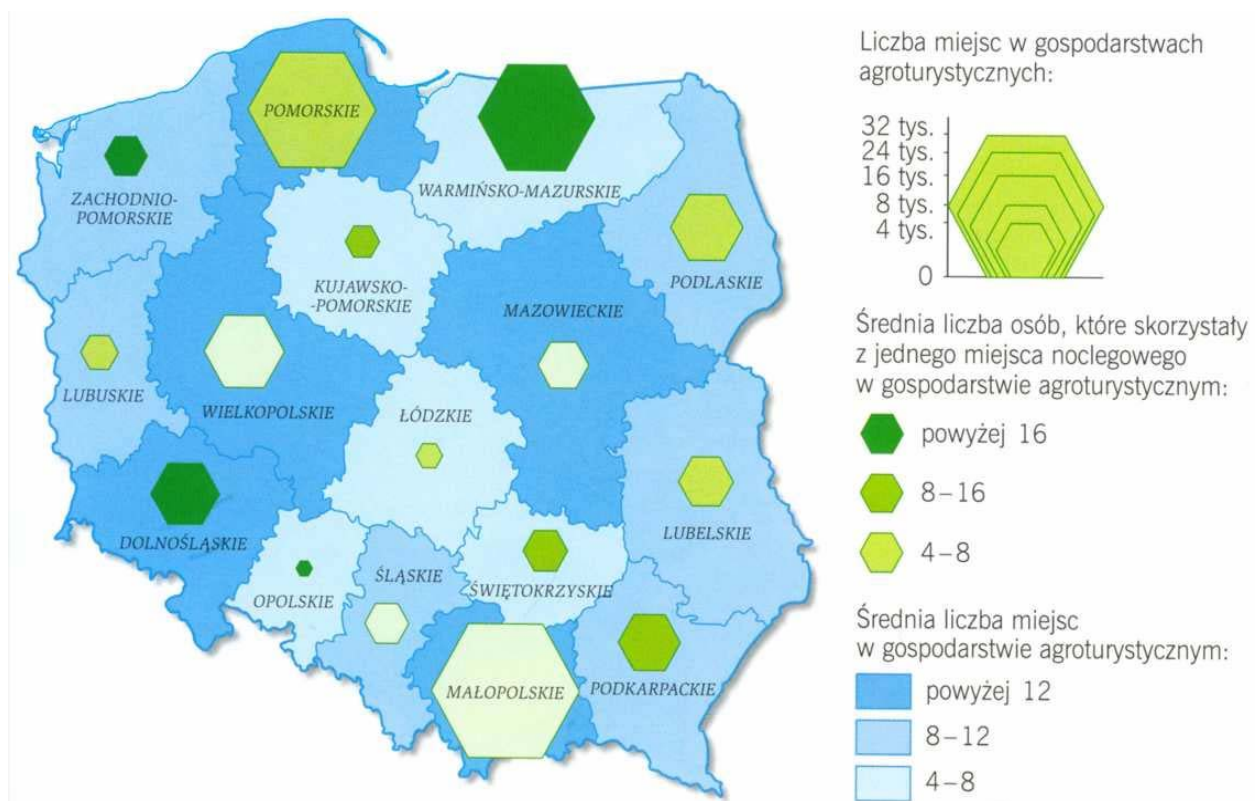 POMORSKIE
ZACHODNIO-
POMORSKIE
WARMIŃSKO-MAZURSKIE
KUJAWSKO-
-POMORSKIE
PODLASKIE
MAZOWIECKIE
LUBUSKIE
WIELKOPOLSKIE
ŁÓDZKIE
DOLNOŚLĄSKIE
LUBELSKIE
OPOLSKIE
ŚLĄSKIE
ŚWIĘTOKRZYSKIE
MAŁOPOLSKIE
PODKARPACKIE
Liczba miejsc w gospodarstwach
agroturystycznych:
32 tys.
24 tys.
16 tys.
8 tys.
4 tys.
0
Średnia liczba osób, które skorzystały
z jednego miejsca noclegowego
w gospodarstwie agroturystycznym:
powyżej 16
8–16
4–8
Średnia liczba miejsc
w gospodarstwie agroturystycznym:
powyżej 12
8–12
4–8